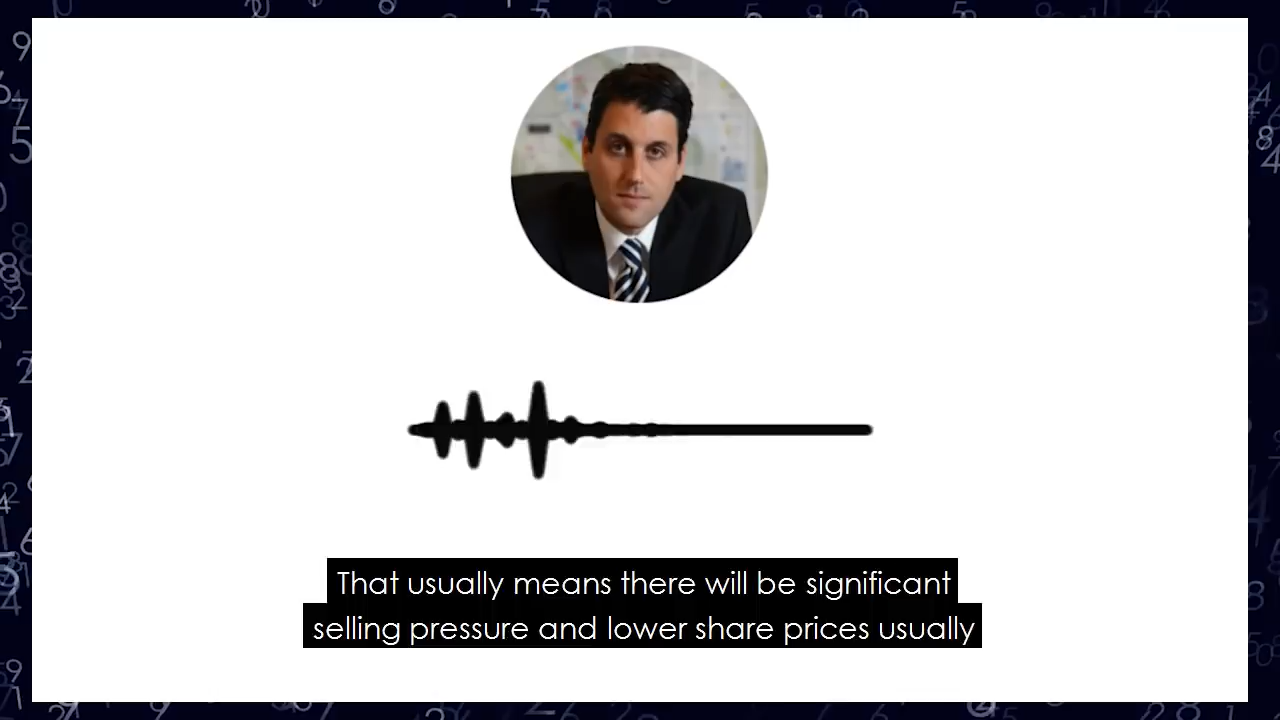 That usually means there will be significant
selling pressure and lower share prices usually